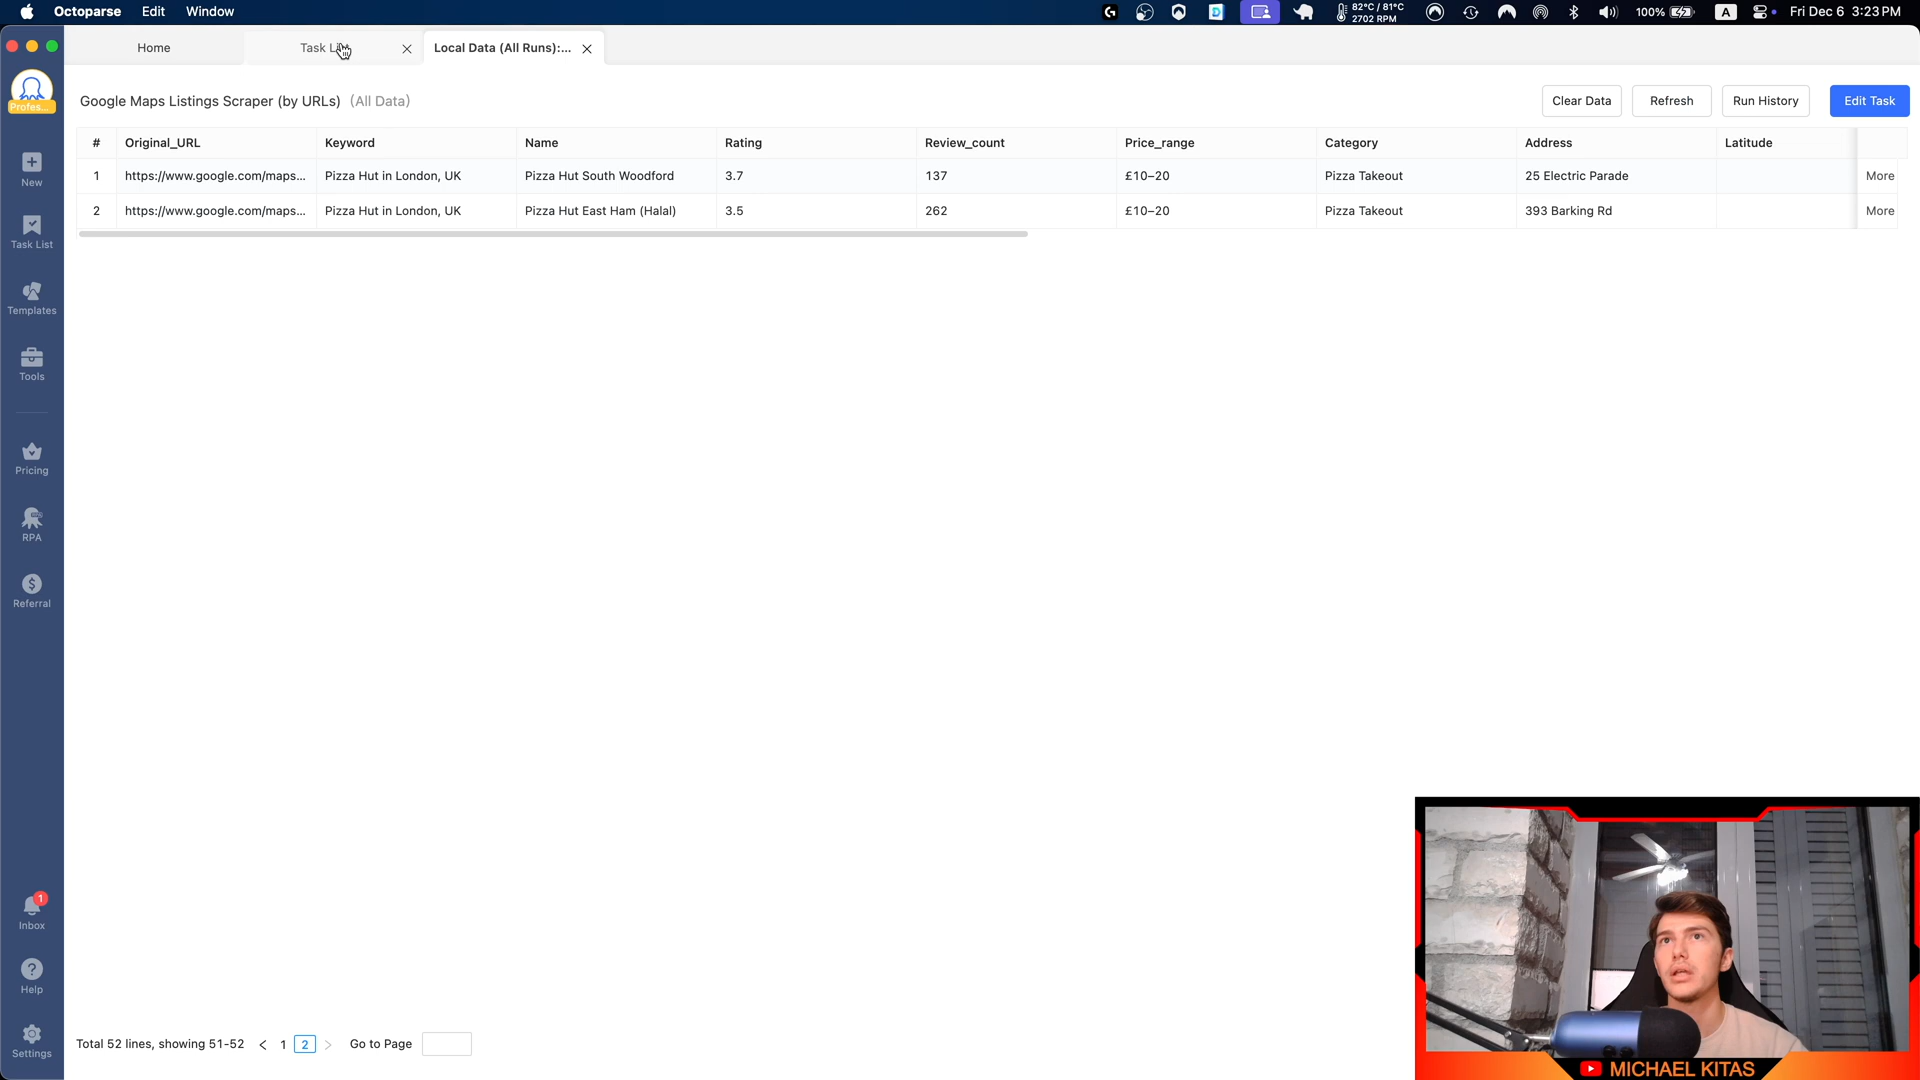 Octoparse Edit Window
82°C / 81°C
2702 RPM
100%
A
Fri Dec 6 3:23 PM
Home
Task
Local Data (All Runs):...
Profes...
Google Maps Listings Scraper (by URLs) (All Data)
Clear Data
Refresh
Run History
Edit Task
# Original_URL Keyword Name Rating Review_count Price_range Category Address Latitude
1 https://www.google.com/maps... Pizza Hut in London, UK Pizza Hut South Woodford 3.7 137 £10–20 Pizza Takeout 25 Electric Parade More
2 https://www.google.com/maps... Pizza Hut in London, UK Pizza Hut East Ham (Halal) 3.5 262 £10–20 Pizza Takeout 393 Barking Rd More
New
Task List
Templates
Tools
Pricing
RPA
Referral
1
Inbox
Help
Settings
Total 52 lines, showing 51-52 < 1 2 > Go to Page
MICHAEL KITAS